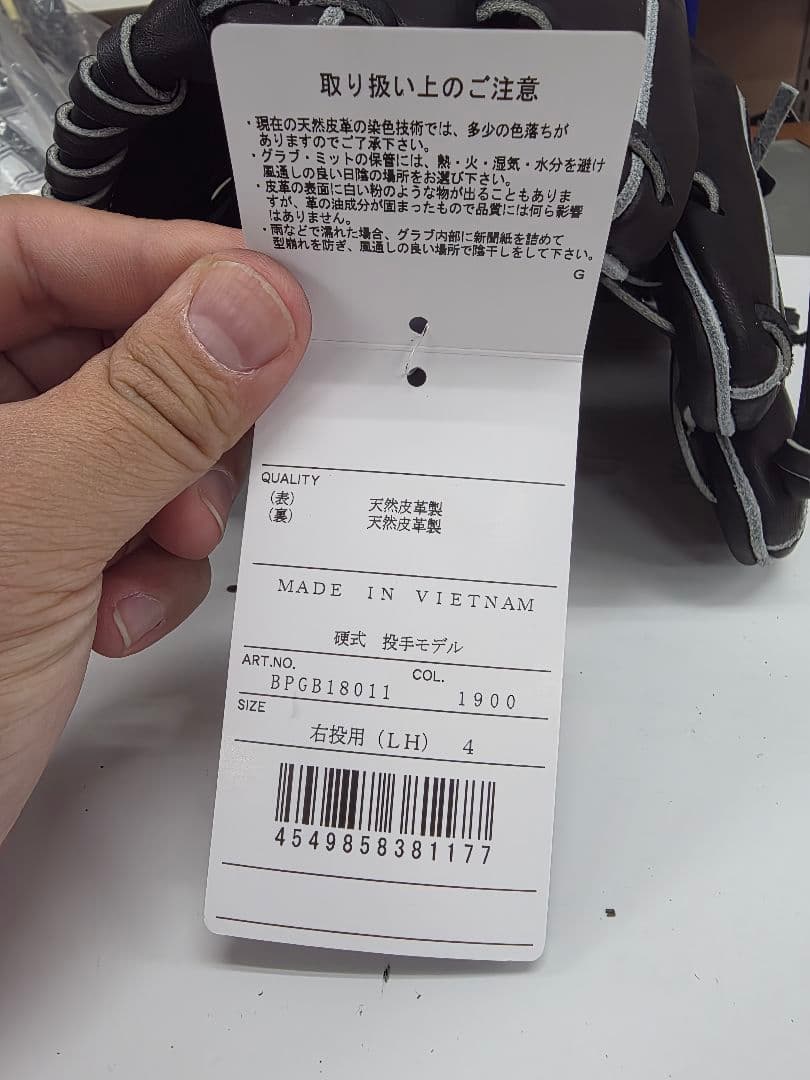 取り扱い上のご注意
・現在の天然皮革の染色技術では、多少の色落ちが
ありますのでご了承下さい。
・グラブ・ミットの保管には、熱・火・湿気・水分を避け
風通しの良い日陰の場所をお選び下さい。
・皮革の表面に白い粉のような物が出ることもありま
すが、革の油成分が固まったもので品質には何ら影響
はありません。
・雨などで濡れた場合、グラブ内部に新聞紙を詰めて
型崩れを防ぎ、風通しの良い場所で陰干しをして下さい。
G
QUALITY
(表) 天然皮革製
(裏) 天然皮革製
MADE IN VIETNAM
硬式 投手モデル
ART.NO. COL.
BPGB18011 1900
SIZE
右投用(LH) 4
4549858381177